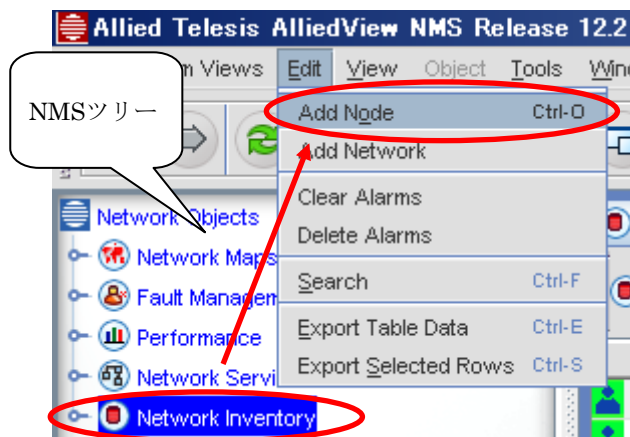 Allied Telesis AlliedView NMS Release 12.2
Views Edit View Object Tools
NMSツリー
Add Node Ctrl-O
Add Network
Clear Alarms
Delete Alarms
Search Ctrl-F
Export Table Data Ctrl-E
Export Selected Rows Ctrl-S
Network Objects
Network Maps
Fault Managem
Performance
Network Servi
Network Inventory